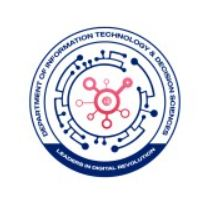 DEPARTMENT OF INFORMATION TECHNOLOGY & DECISION SCIENCES
LEADERS IN DIGITAL REVOLUTION